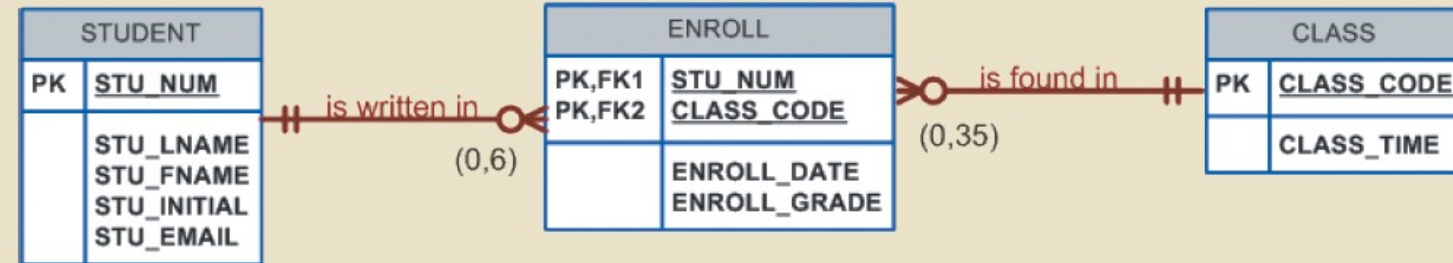 STUDENT
PK STU_NUM
STU_LNAME
STU_FNAME
STU_INITIAL
STU_EMAIL
is written in
(0,6)
ENROLL
PK,FK1 STU_NUM
PK,FK2 CLASS_CODE
ENROLL_DATE
ENROLL_GRADE
is found in
(0,35)
CLASS
PK CLASS_CODE
CLASS_TIME